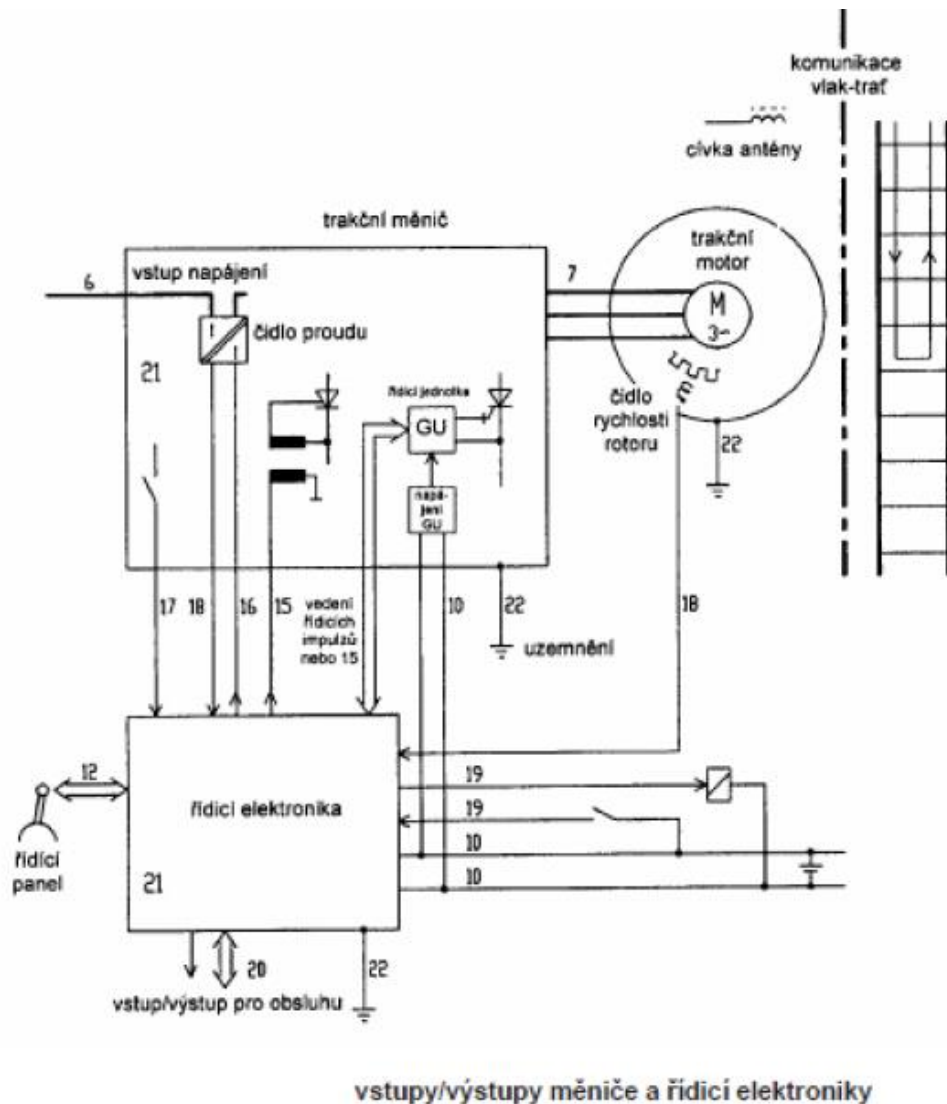 komunikace
vlak-trať
cívka antény
trakční měnič
trakční
motor
vstup napájení
6
7
M
3~
čidlo proudu
21
řídicí jednotka
GU
čidlo
rychlosti
rotoru
22
napá-
jení
GU
17
18
16
15
vedení
řídicích
impulzů
nebo 15
10
22
18
uzemnění
12
19
řídicí elektronika
19
10
řídící
panel
21
10
20
22
vstup/výstup pro obsluhu
vstupy/výstupy měniče a řídicí elektroniky